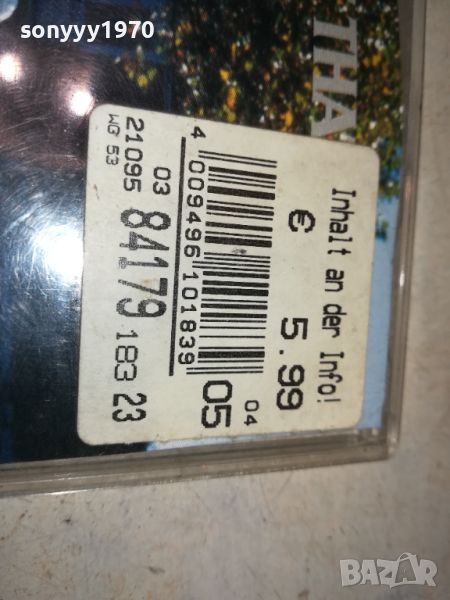 sonyyy1970
THA
Inhalt an der Info!
€ 5.99
04
05
4 009496 101839
03
21095 84179 183 23
WG 53
BAZAR